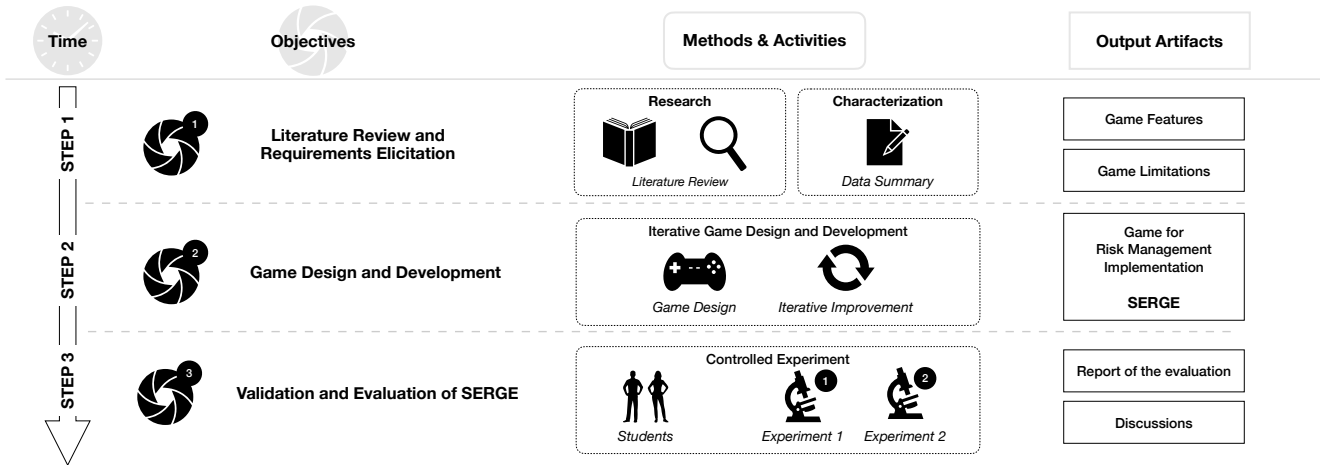 Time
Objectives
Methods & Activities
Output Artifacts
STEP 1
1
Literature Review and
Requirements Elicitation
Research
Literature Review
Characterization
Data Summary
Game Features
Game Limitations
STEP 2
2
Game Design and Development
Iterative Game Design and Development
Game Design
Iterative Improvement
Game for
Risk Management
Implementation
SERGE
STEP 3
3
Validation and Evaluation of SERGE
Controlled Experiment
Students
1
Experiment 1
2
Experiment 2
Report of the evaluation
Discussions